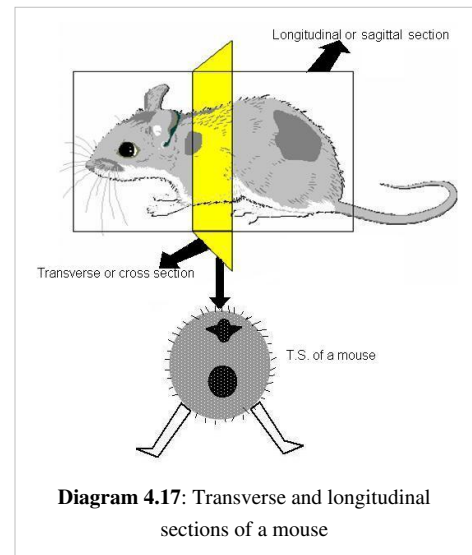 Longitudinal or sagittal section
Transverse or cross section
T.S. of a mouse
Diagram 4.17: Transverse and longitudinal
sections of a mouse